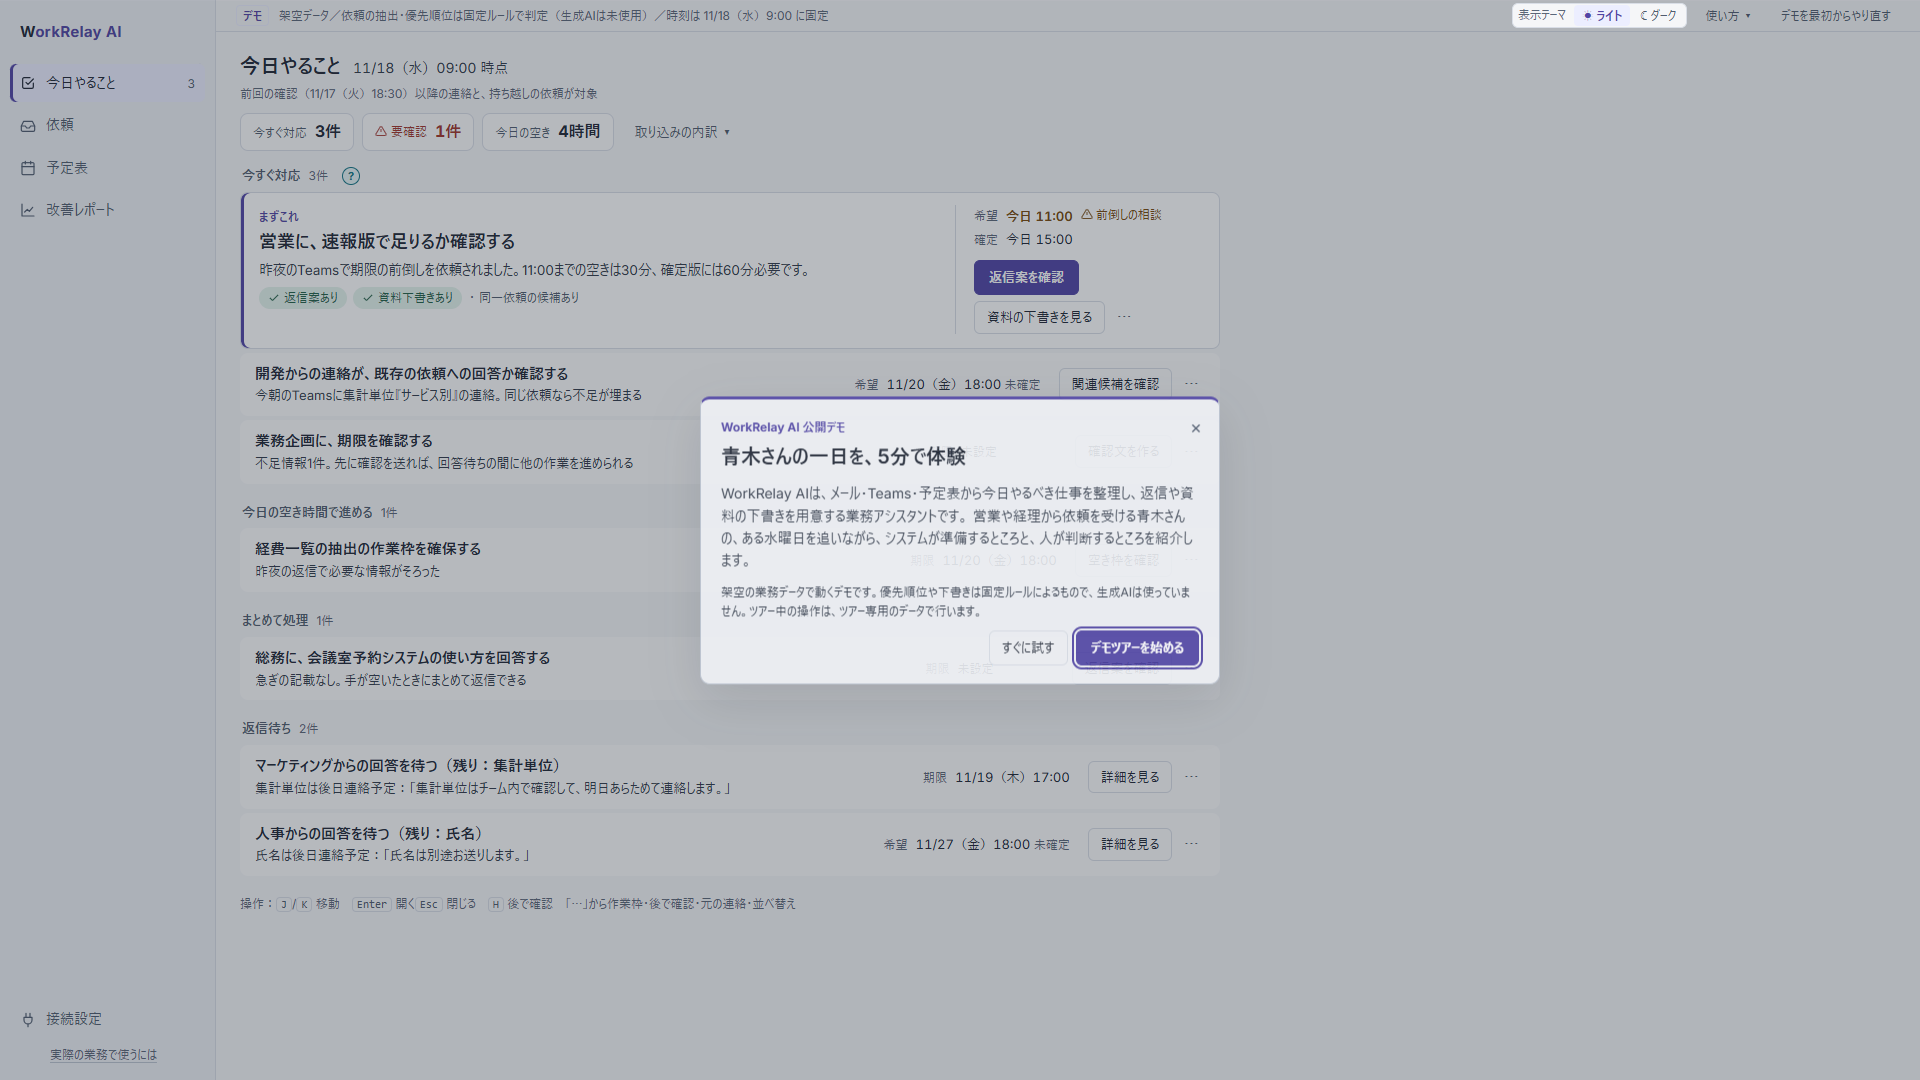 WorkRelay AI
今日やること 3
依頼
予定表
改善レポート
接続設定
実際の業務で使うには
デモ 架空データ／依頼の抽出・優先順位は固定ルールで判定（生成AIは未使用）／時刻は 11/18（水）9:00 に固定
表示テーマ ライト ダーク 使い方 ▾ デモを最初からやり直す
今日やること 11/18（水）09:00 時点
前回の確認（11/17（火）18:30）以降の連絡と、持ち越しの依頼が対象
今すぐ対応 3件 要確認 1件 今日の空き 4時間 取り込みの内訳 ▾
今すぐ対応 3件 ?
まずこれ
営業に、速報版で足りるか確認する
昨夜のTeamsで期限の前倒しを依頼されました。11:00までの空きは30分、確定版には60分必要です。
✓ 返信案あり ✓ 資料下書きあり ・同一依頼の候補あり
希望 今日 11:00 前倒しの相談
確定 今日 15:00
返信案を確認
資料の下書きを見る …
開発からの連絡が、既存の依頼への回答か確認する
今朝のTeamsに集計単位『サービス別』の連絡。同じ依頼なら不足が埋まる
希望 11/20（金）18:00 未確定 関連候補を確認 …
業務企画に、期限を確認する
不足情報1件。先に確認を送れば、回答待ちの間に他の作業を進められる
未設定 確認文を作る …
今日の空き時間で進める 1件
経費一覧の抽出の作業枠を確保する
昨夜の返信で必要な情報がそろった
期限 11/20（金）18:00 空き枠を確認 …
まとめて処理 1件
総務に、会議室予約システムの使い方を回答する
急ぎの記載なし。手が空いたときにまとめて返信できる
期限 未設定 返信案を確認
返信待ち 2件
マーケティングからの回答を待つ（残り：集計単位）
集計単位は後日連絡予定：「集計単位はチーム内で確認して、明日あらためて連絡します。」
期限 11/19（木）17:00 詳細を見る …
人事からの回答を待つ（残り：氏名）
氏名は後日連絡予定：「氏名は別途お送りします。」
希望 11/27（金）18:00 未確定 詳細を見る …
操作： J / K 移動 Enter 開く Esc 閉じる H 後で確認 「…」から作業枠・後で確認・元の連絡・並べ替え
WorkRelay AI 公開デモ ×
青木さんの一日を、5分で体験
WorkRelay AIは、メール・Teams・予定表から今日やるべき仕事を整理し、返信や資
料の下書きを用意する業務アシスタントです。営業や経理から依頼を受ける青木さん
の、ある水曜日を追いながら、システムが準備するところと、人が判断するところを紹介し
ます。
架空の業務データで動くデモです。優先順位や下書きは固定ルールによるもので、生成AIは使っていま
せん。ツアー中の操作は、ツアー専用のデータで行います。
すぐに試す デモツアーを始める